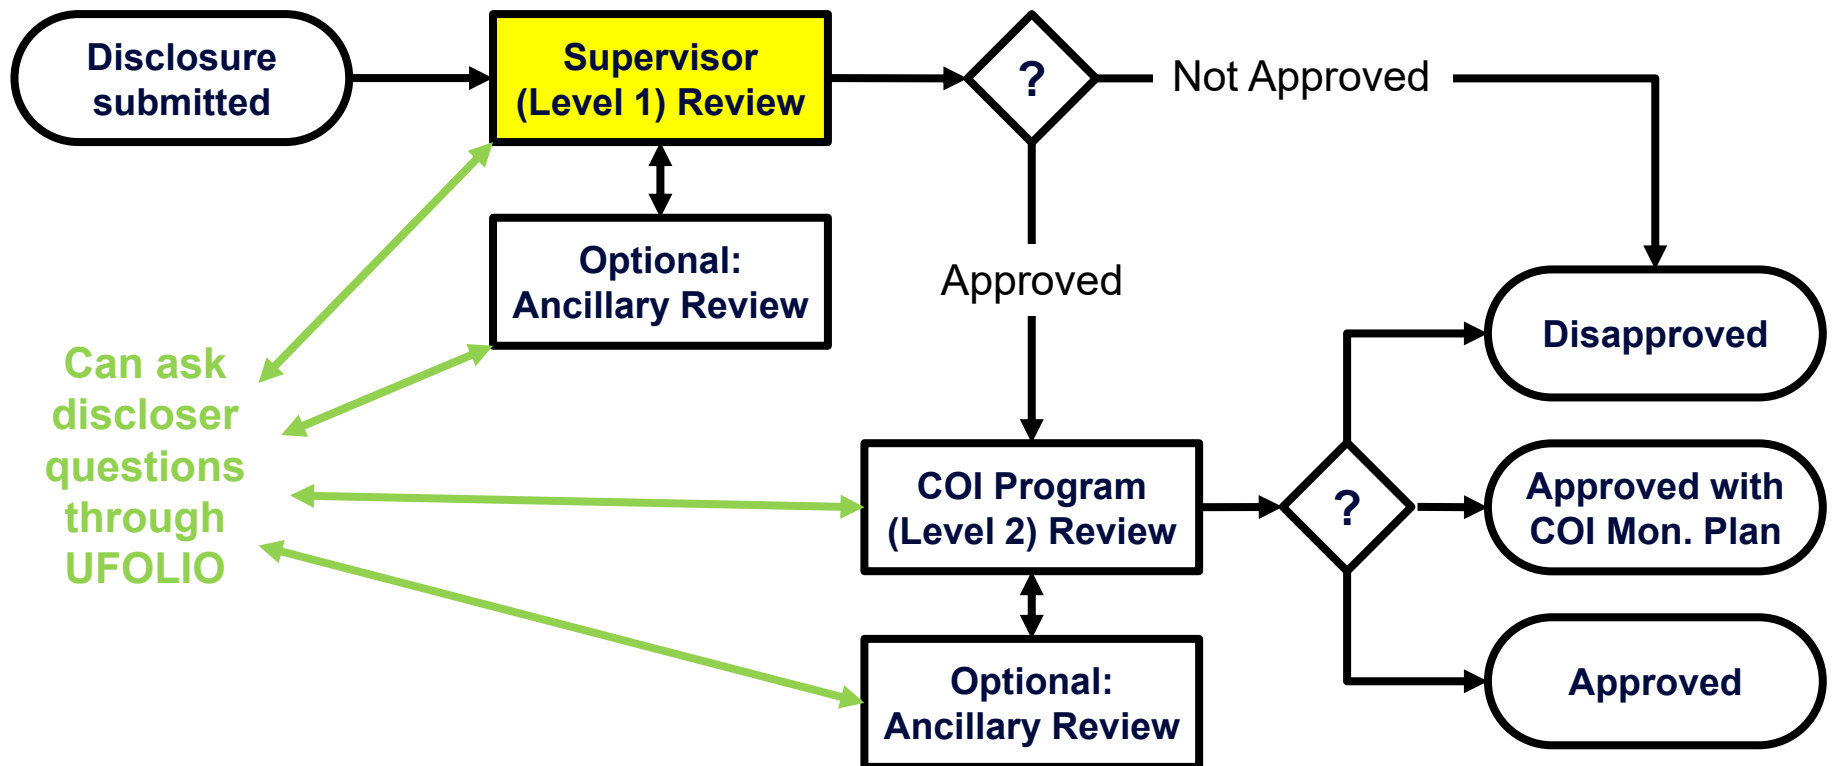 Disclosure
submitted
Supervisor
(Level 1) Review
?
Not Approved
Optional:
Ancillary Review
Approved
Can ask
discloser
questions
through
UFOLIO
Disapproved
COI Program
(Level 2) Review
?
Approved with
COI Mon. Plan
Optional:
Ancillary Review
Approved